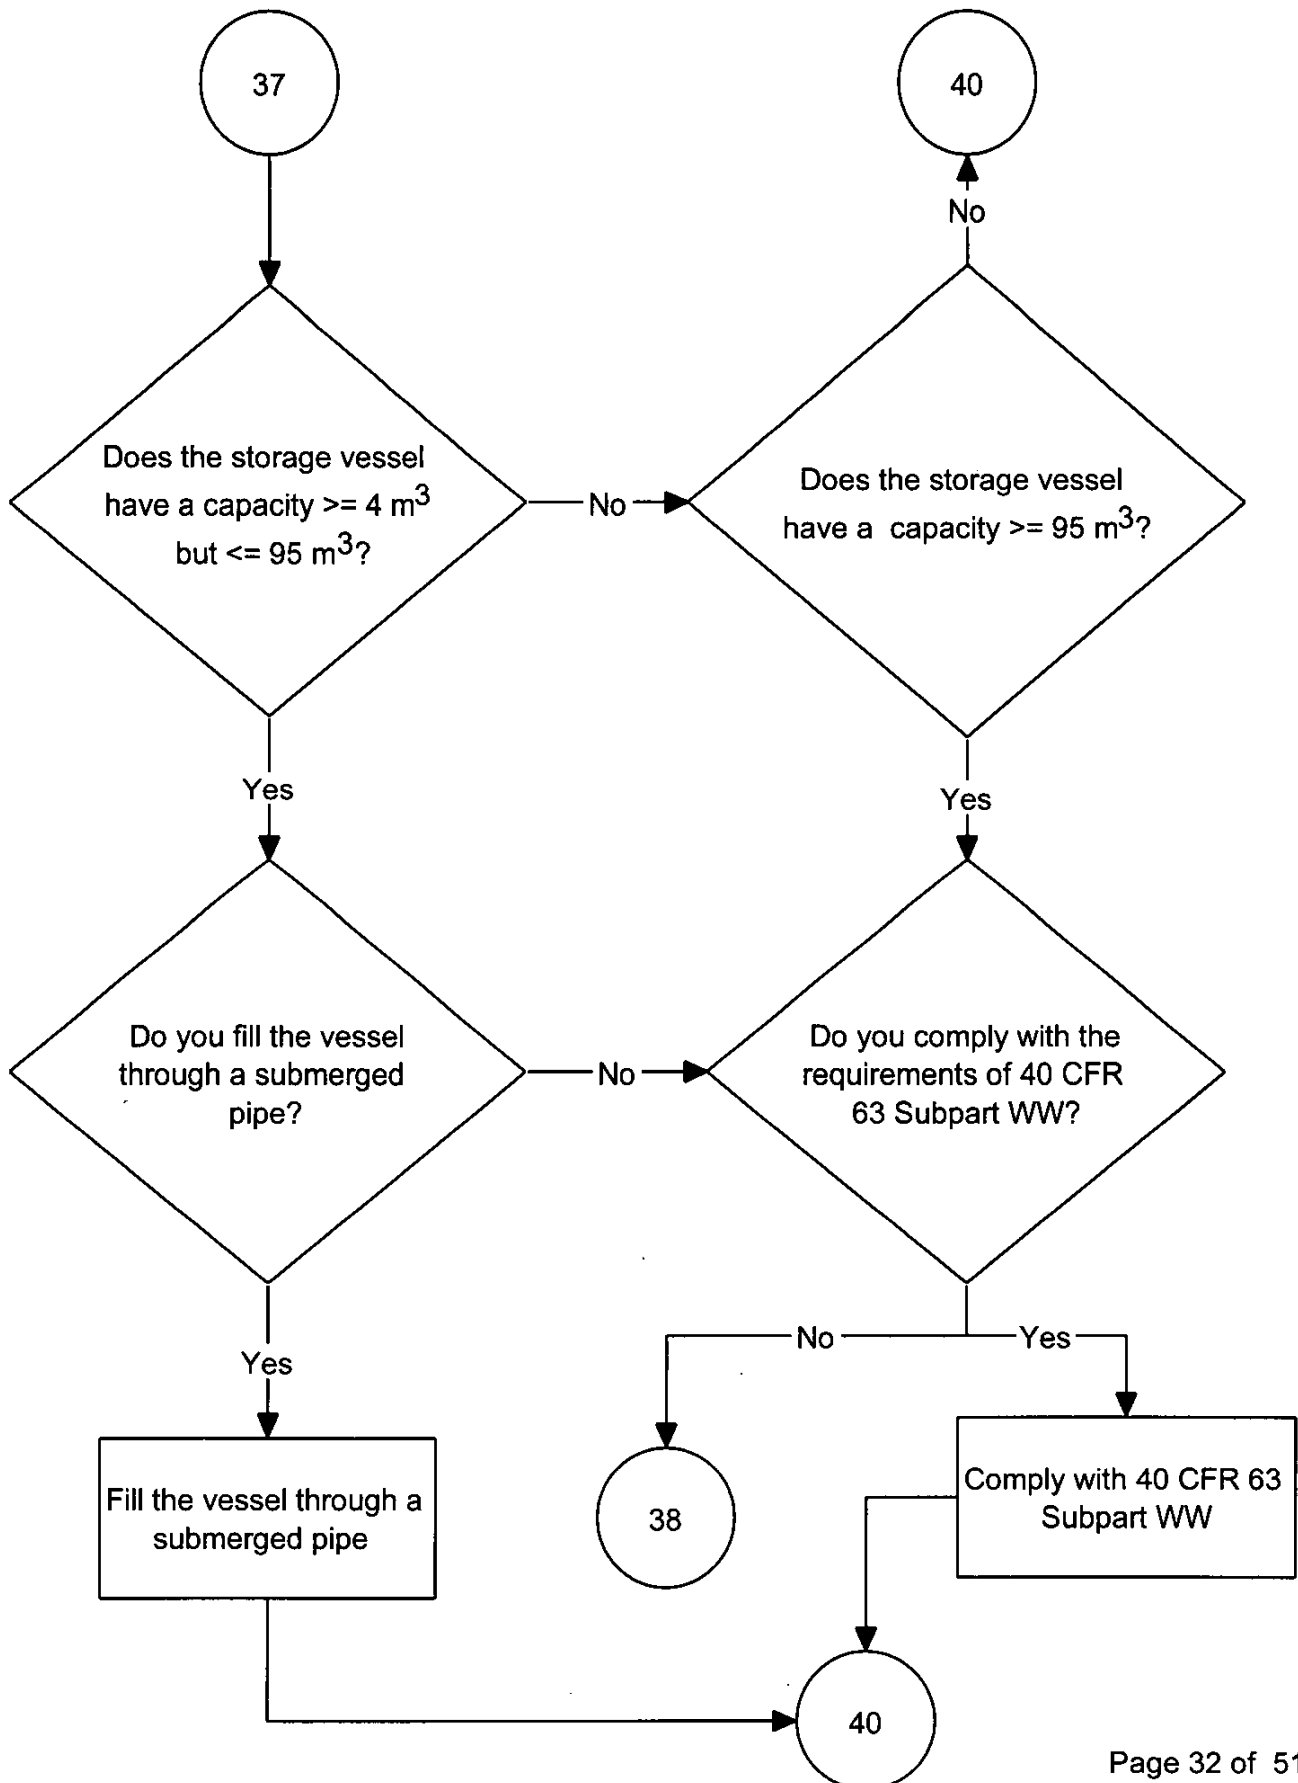 37
40
No
Does the storage vessel
have a capacity >= 4 m³
but <= 95 m³?
No
Does the storage vessel
have a  capacity >= 95 m³?
Yes
Yes
Do you fill the vessel
through a submerged
pipe?
No
Do you comply with the
requirements of 40 CFR
63 Subpart WW?
No
Yes
Yes
Fill the vessel through a
submerged pipe
38
Comply with 40 CFR 63
Subpart WW
40
Page 32 of  51